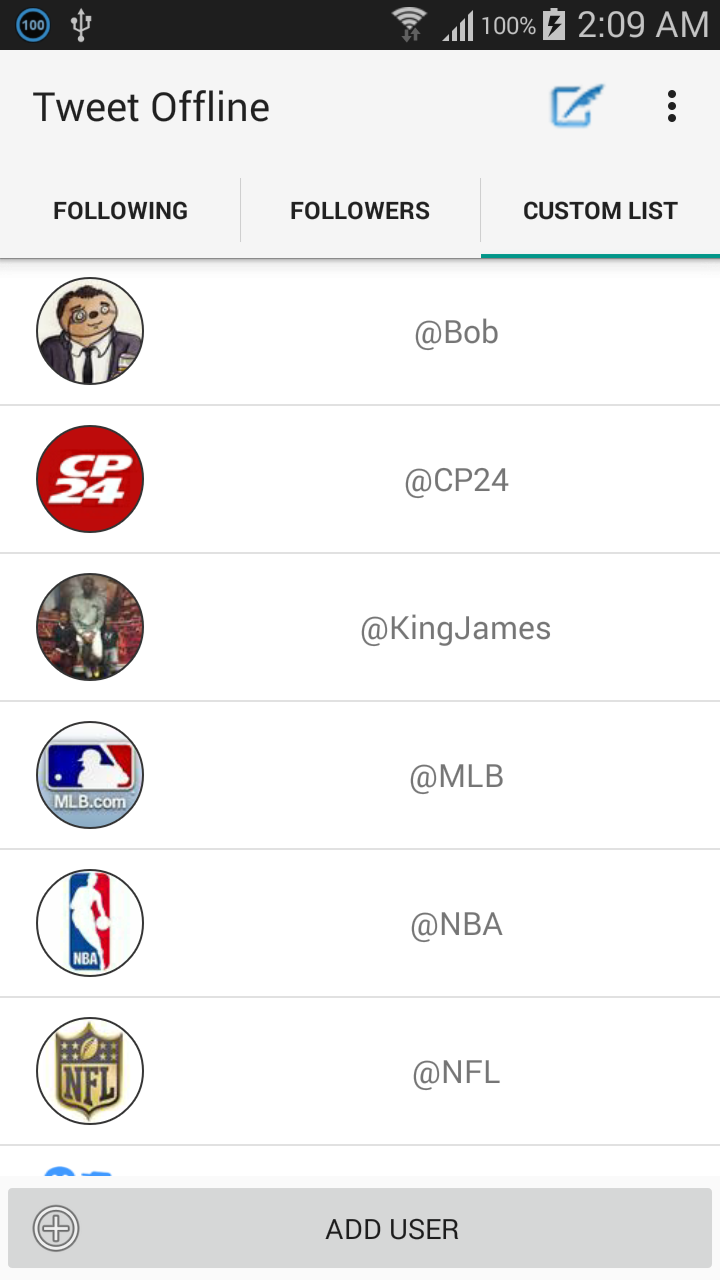 100 100% 2:09 AM
Tweet Offline
FOLLOWING FOLLOWERS CUSTOM LIST
@Bob
CP 24 @CP24
@KingJames
MLB.com @MLB
NBA @NBA
NFL @NFL
ADD USER